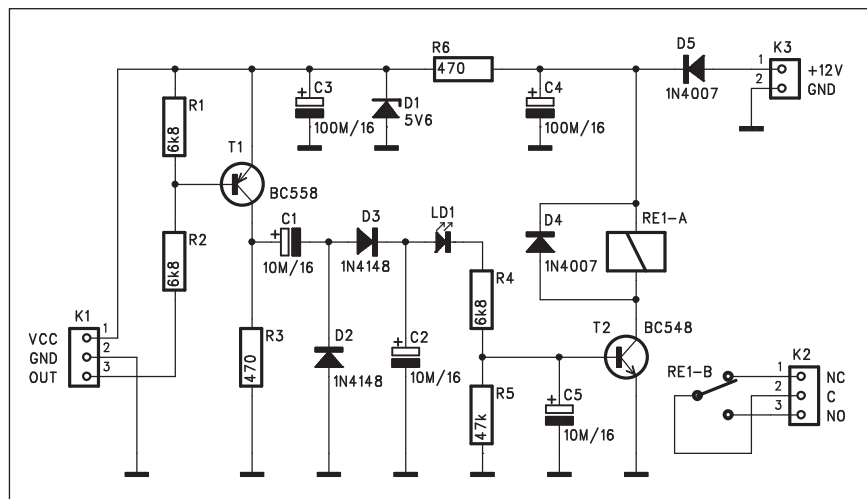 R6
470
D5
1N4007
K3
1
2
+12V
GND
R1
6k8
+
C3
100M/16
D1
5V6
+
C4
100M/16
T1
BC558
R2
6k8
+
C1
10M/16
D3
1N4148
LD1
R4
6k8
D4
1N4007
RE1-A
K1
VCC
GND
OUT
1
2
3
R3
470
D2
1N4148
+
C2
10M/16
R5
47k
+
C5
10M/16
T2
BC548
RE1-B
K2
1
2
3
NC
C
NO